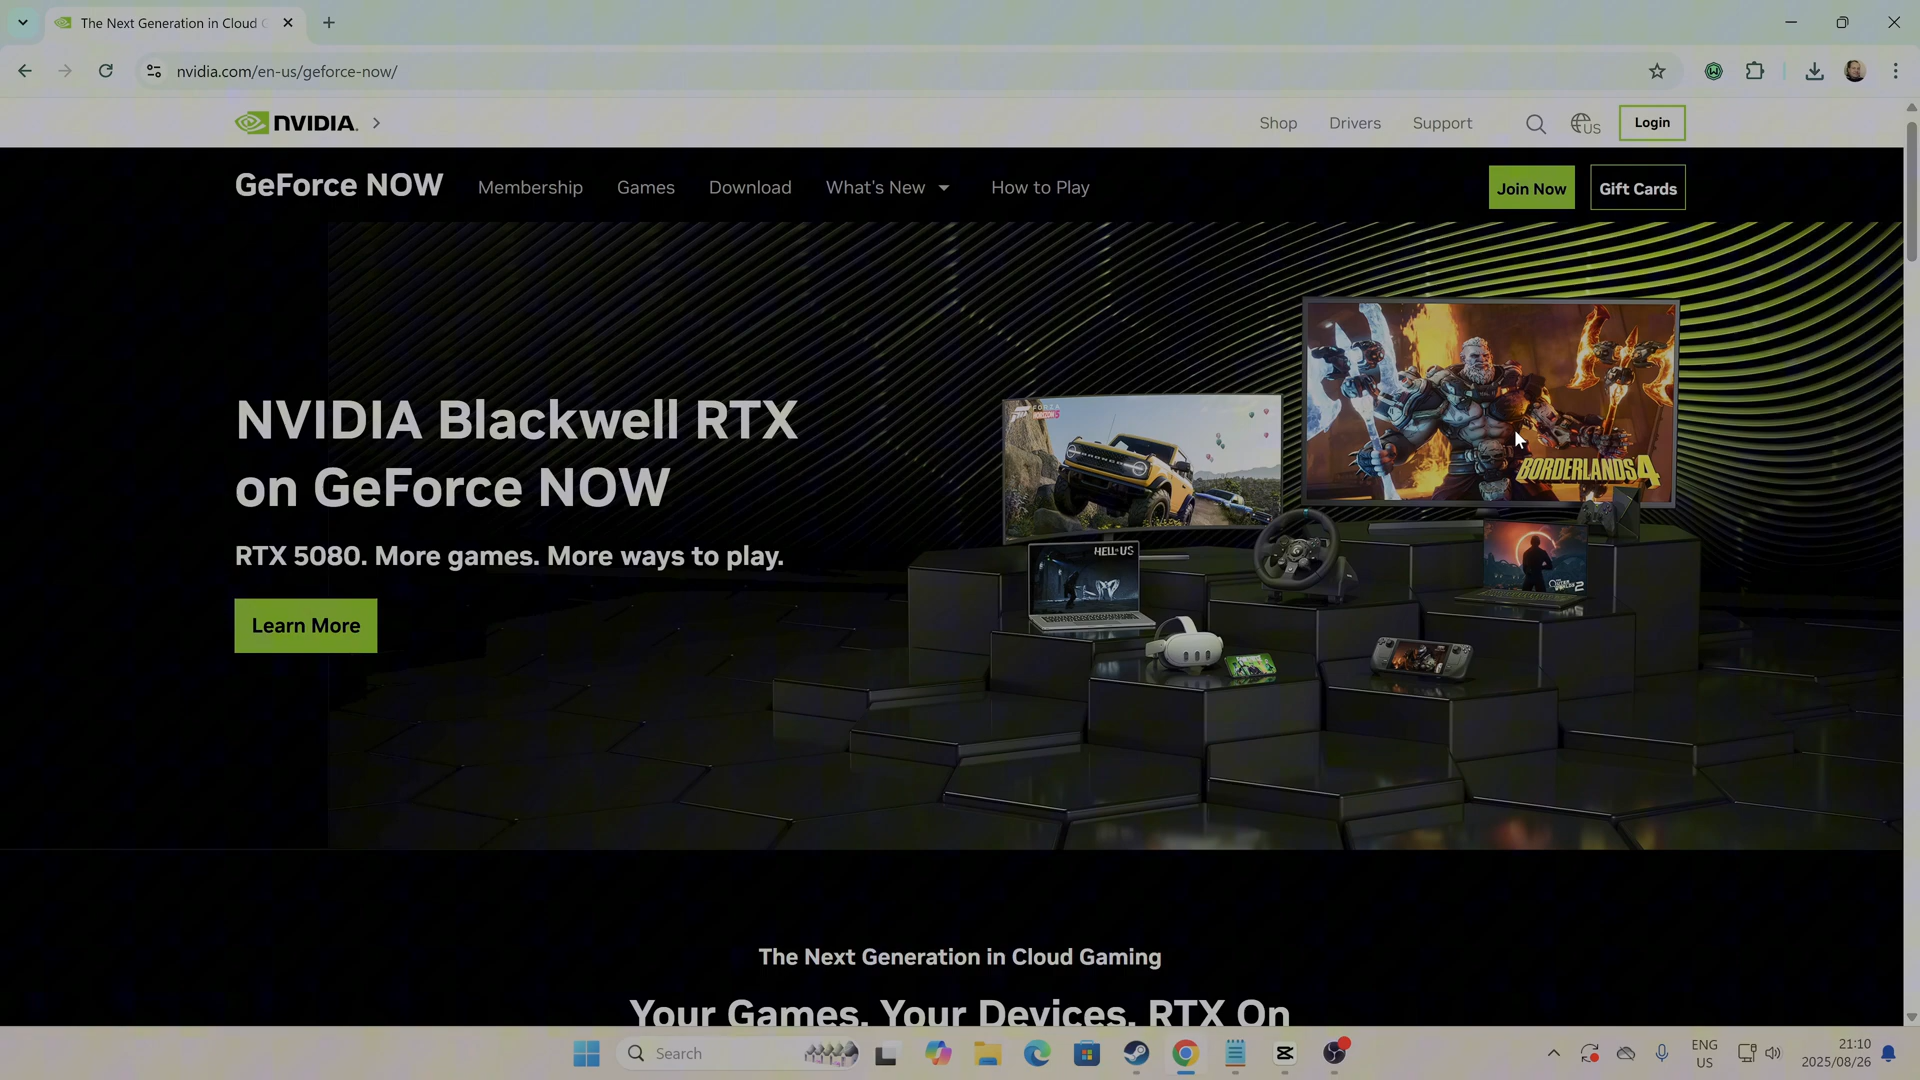 The Next Generation in Cloud G
nvidia.com/en-us/geforce-now/
NVIDIA.
Shop
Drivers
Support
US
Login
GeForce NOW
Membership
Games
Download
What's New
How to Play
Join Now
Gift Cards
NVIDIA Blackwell RTX
on GeForce NOW
RTX 5080. More games. More ways to play.
Learn More
FORZA
HORIZON 5
BORDERLANDS 4
HELL IS US
The Next Generation in Cloud Gaming
Your Games. Your Devices. RTX On
Search
ENG
US
21:10
2025/08/26